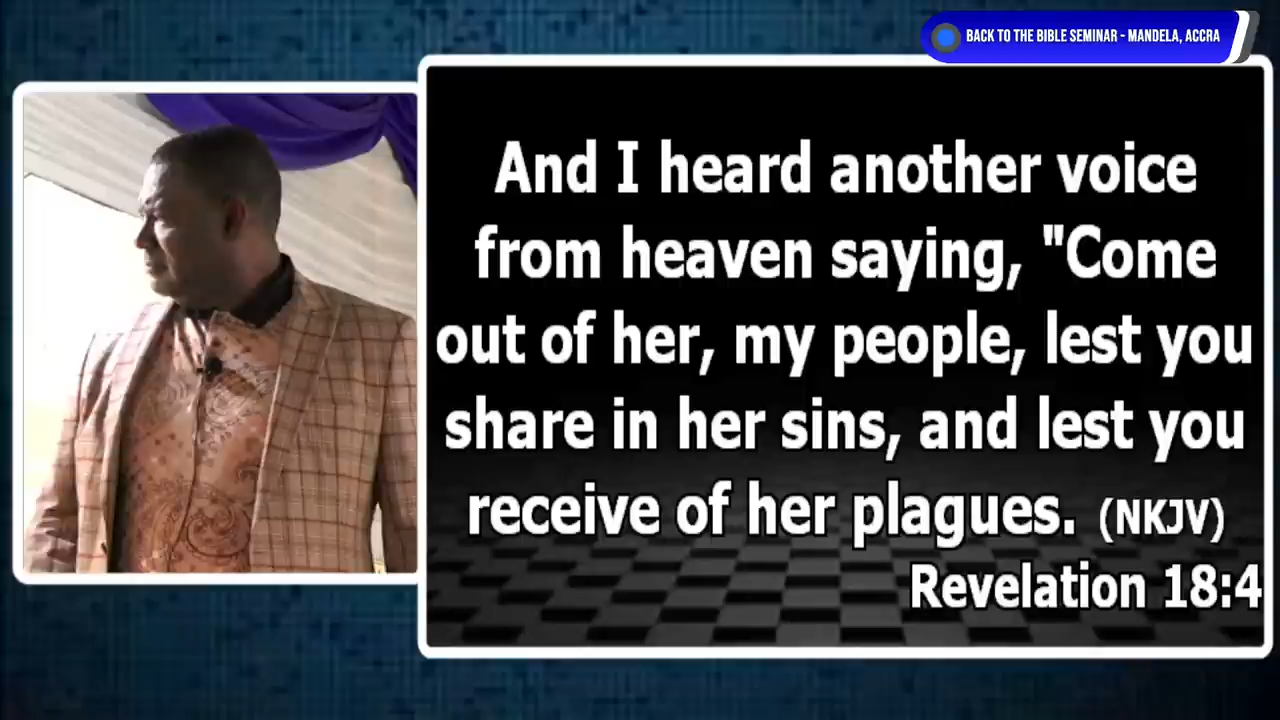 BACK TO THE BIBLE SEMINAR - MANDELA, ACCRA
And I heard another voice
from heaven saying, "Come
out of her, my people, lest you
share in her sins, and lest you
receive of her plagues. (NKJV)
Revelation 18:4